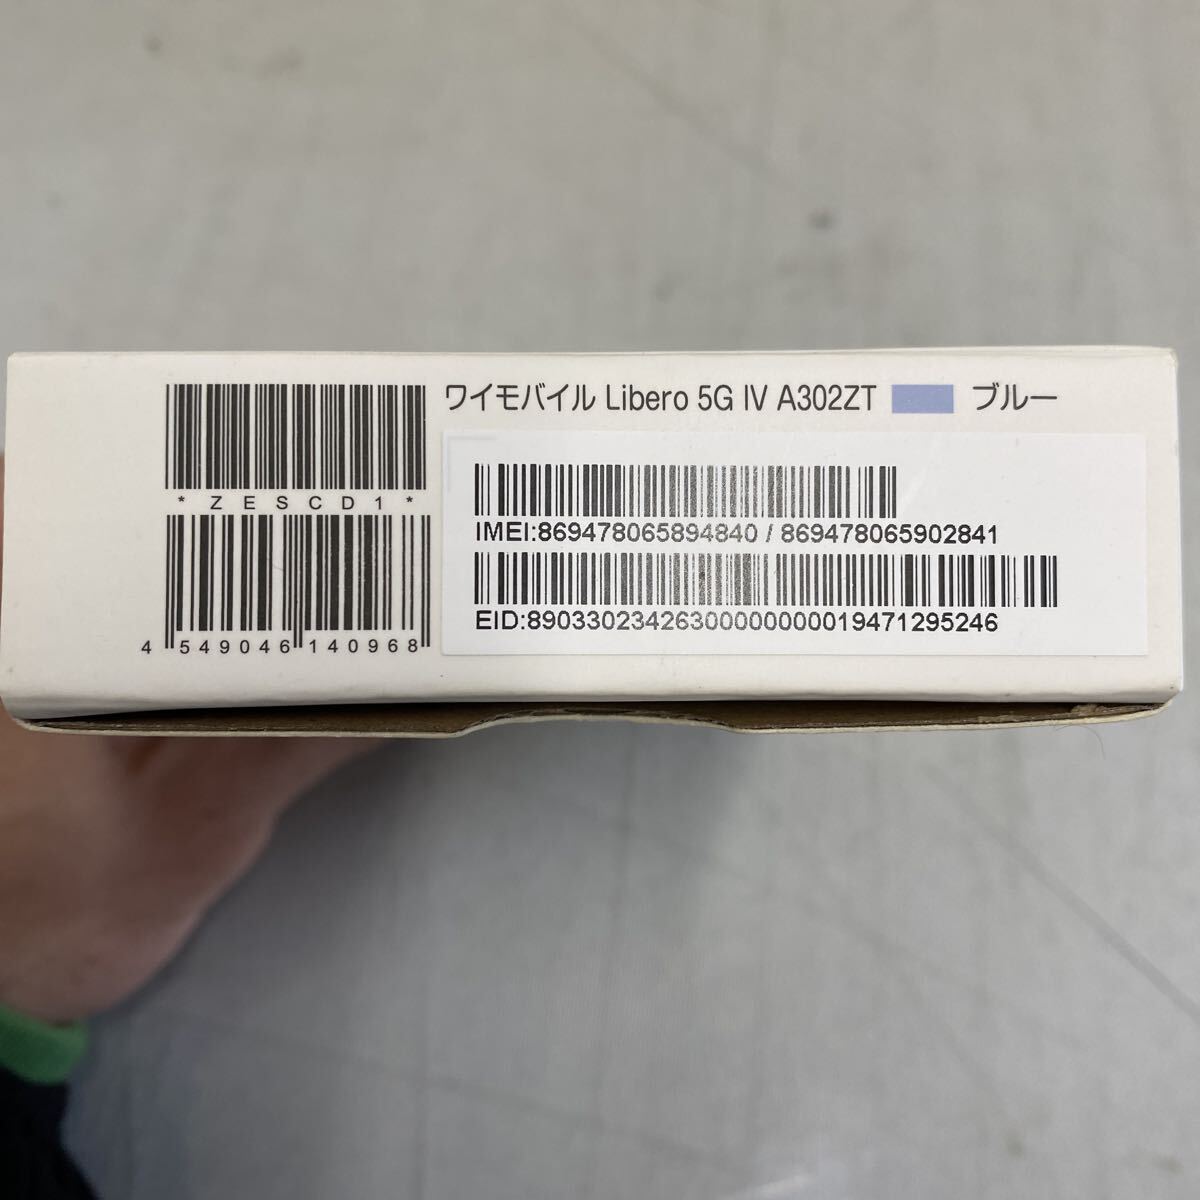 ワイモバイル Libero 5G IV A302ZT ブルー
*ZESCD1*
4 549046 140968
IMEI:869478065894840 / 869478065902841
EID:89033023426300000000019471295246